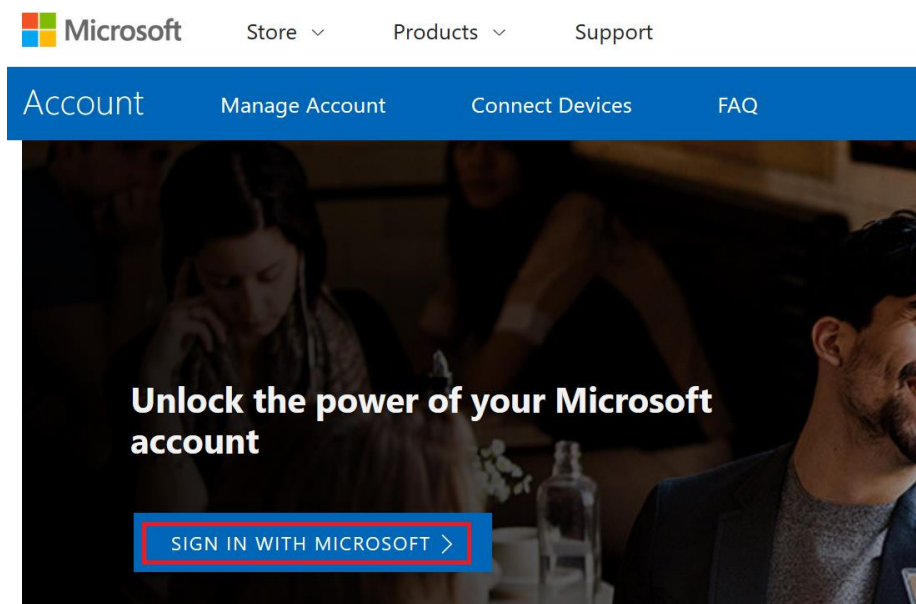 Microsoft Store Products Support
Account Manage Account Connect Devices FAQ
Unlock the power of your Microsoft
account
SIGN IN WITH MICROSOFT >